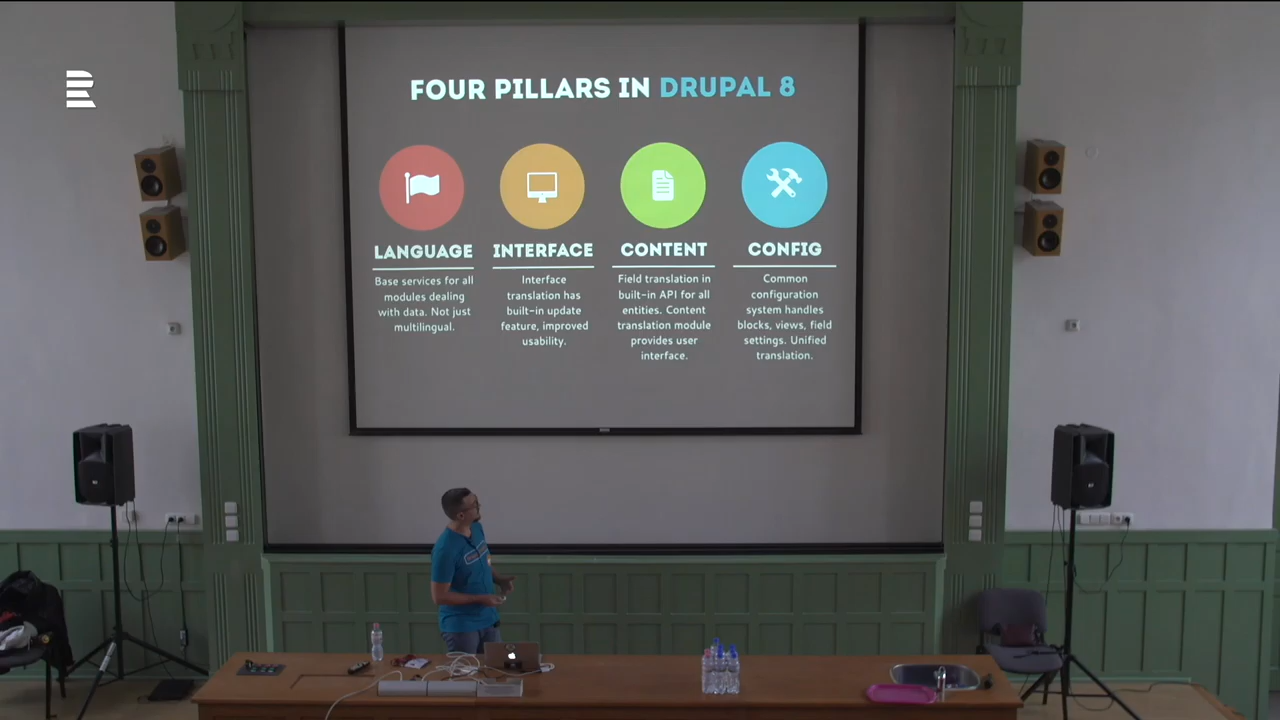 FOUR PILLARS IN DRUPAL 8
LANGUAGE
Base services for all
modules dealing
with data. Not just
multilingual.
INTERFACE
Interface
translation has
built-in update
feature, improved
usability.
CONTENT
Field translation in
built-in API for all
entities. Content
translation module
provides user
interface.
CONFIG
Common
configuration
system handles
blocks, views, field
settings. Unified
translation.